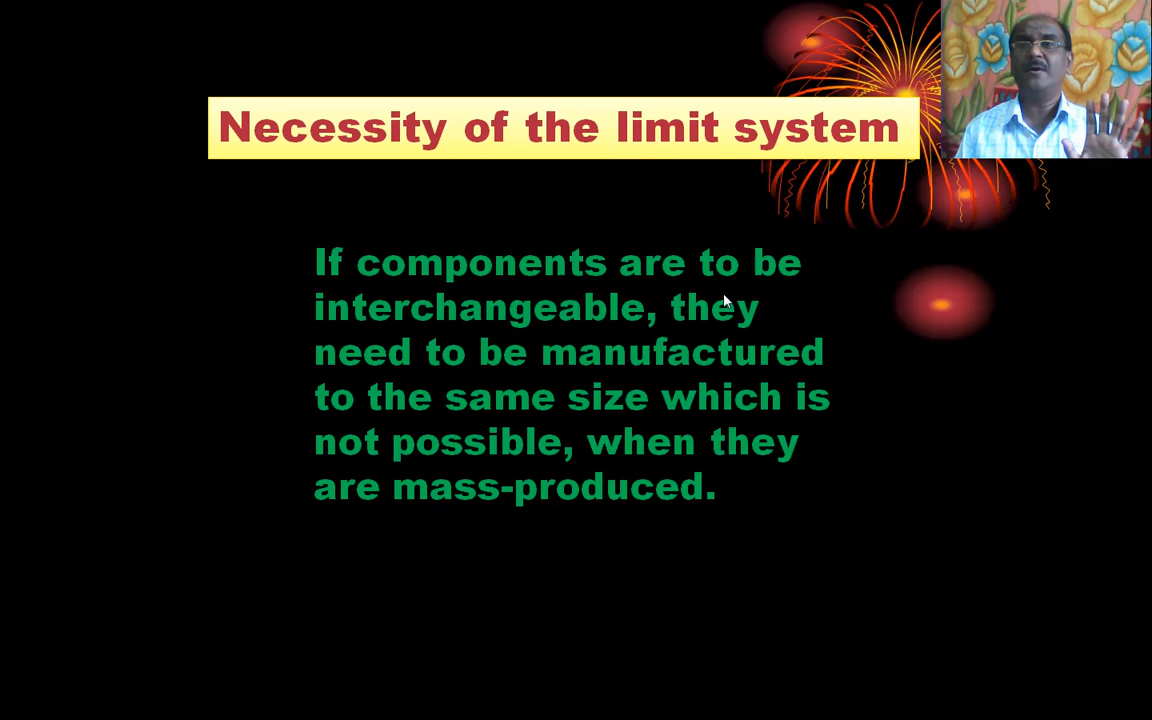 Necessity of the limit system
If components are to be
interchangeable, they
need to be manufactured
to the same size which is
not possible, when they
are mass-produced.